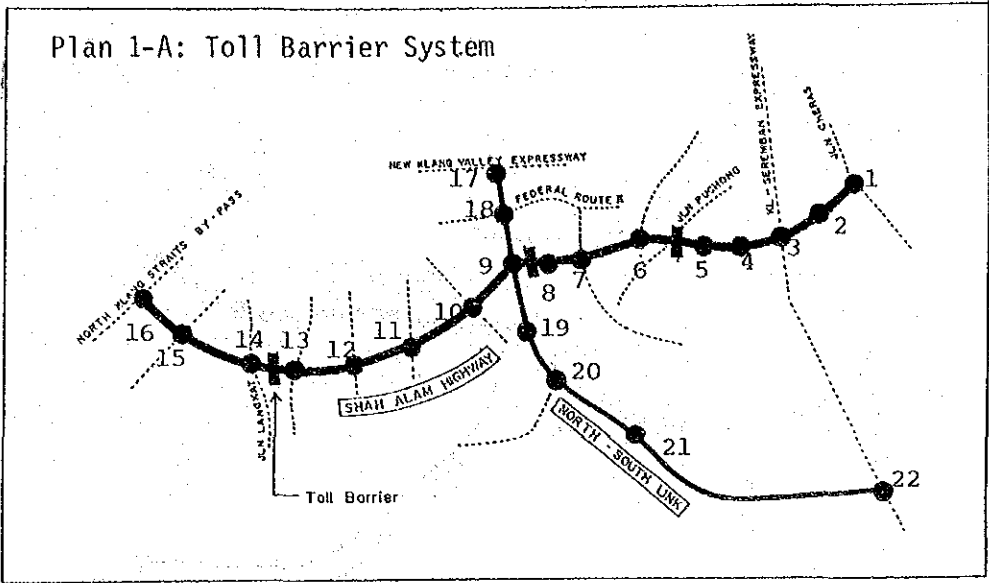 Plan 1-A: Toll Barrier System
KL - SEREMBAN EXPRESSWAY
JLN CHERAS
NEW KLANG VALLEY EXPRESSWAY
17
1
FEDERAL ROUTE II
JLN PUCHONG
18
2
3
9
8
7
6
5
4
NORTH KLANG STRAITS BY-PASS
10
16
15
14
13
12
11
19
SHAH ALAM HIGHWAY
20
JLN LANGKAT
NORTH - SOUTH LINK
21
22
Toll Borrier